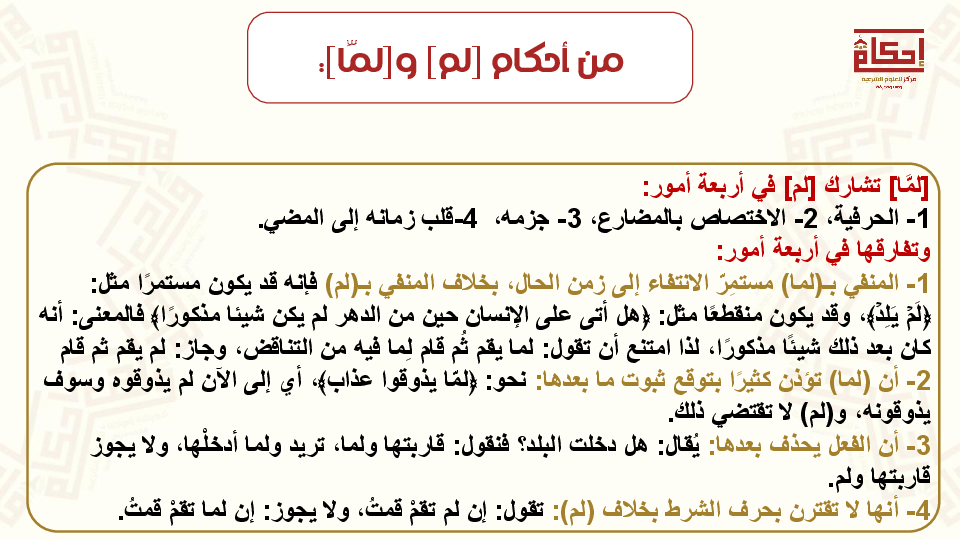 من أحكام [لم] و[لمَّا]:
إحكام
مركز للعلوم الشرعية
[لمَّا] تشارك [لم] في أربعة أمور:
1- الحرفية، 2- الاختصاص بالمضارع، 3- جزمه، 4-قلب زمانه إلى المضي.
وتفارقها في أربعة أمور:
1- المنفي بـ(لما) مستمِرّ الانتفاء إلى زمن الحال، بخلاف المنفي بـ(لم) فإنه قد يكون مستمرًا مثل:
﴿لَمۡ يَلِدۡ﴾، وقد يكون منقطعًا مثل: ﴿هل أتى على الإنسان حين من الدهر لم يكن شيئا مذكورًا﴾ فالمعنى: أنه
كان بعد ذلك شيئًا مذكورًا، لذا امتنع أن تقول: لما يقم ثُم قام لِما فيه من التناقض، وجاز: لم يقم ثم قام
2- أن (لما) تؤذن كثيرًا بتوقع ثبوت ما بعدها: نحو: ﴿لمّا يذوقوا عذاب﴾، أي إلى الآن لم يذوقوه وسوف
يذوقونه، و(لم) لا تقتضي ذلك.
3- أن الفعل يحذف بعدها: يُقال: هل دخلت البلد؟ فنقول: قاربتها ولما، تريد ولما أدخلْها، ولا يجوز
قاربتها ولم.
4- أنها لا تقترن بحرف الشرط بخلاف (لم): تقول: إن لم تقمْ قمتُ، ولا يجوز: إن لما تقمْ قمتُ.